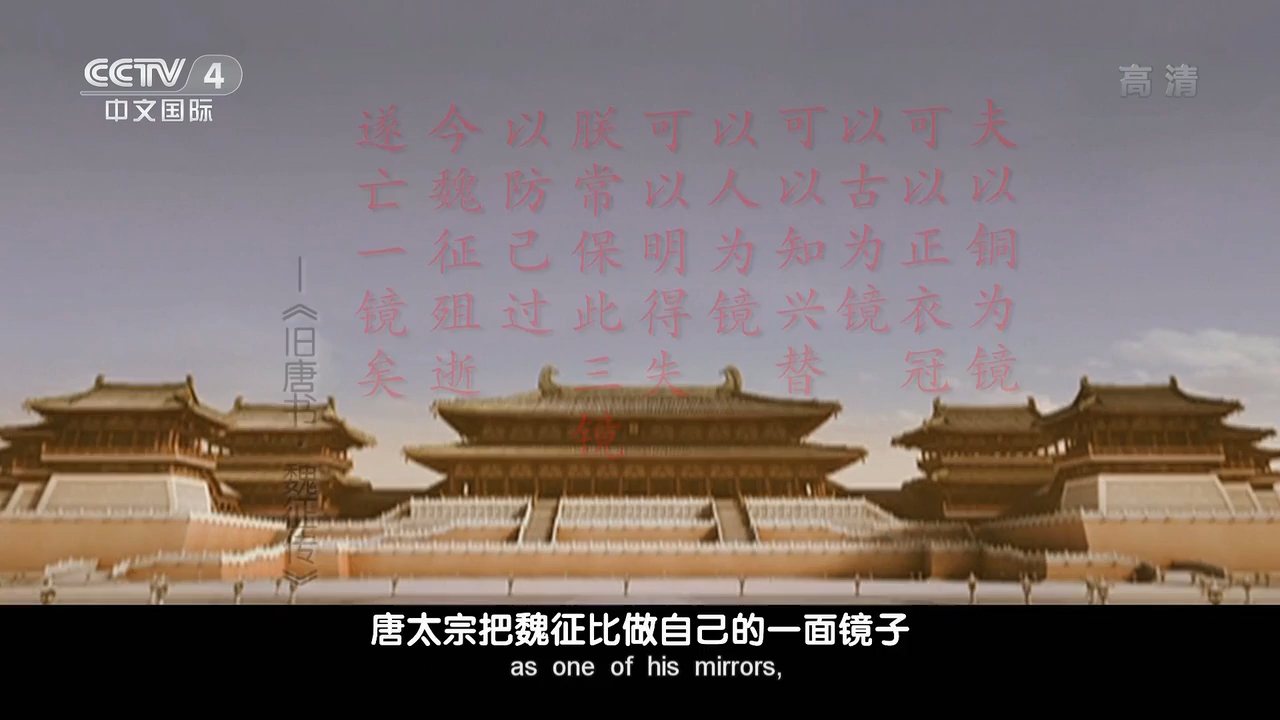 CCTV 4
中文国际
高清
夫以铜为镜
可以正衣冠
以古为镜
可以知兴替
以人为镜
可以明得失
朕常保此三镜
以防己过
今魏征殂逝
遂亡一镜矣
—《旧唐书·魏征传》
唐太宗把魏征比做自己的一面镜子
as one of his mirrors,